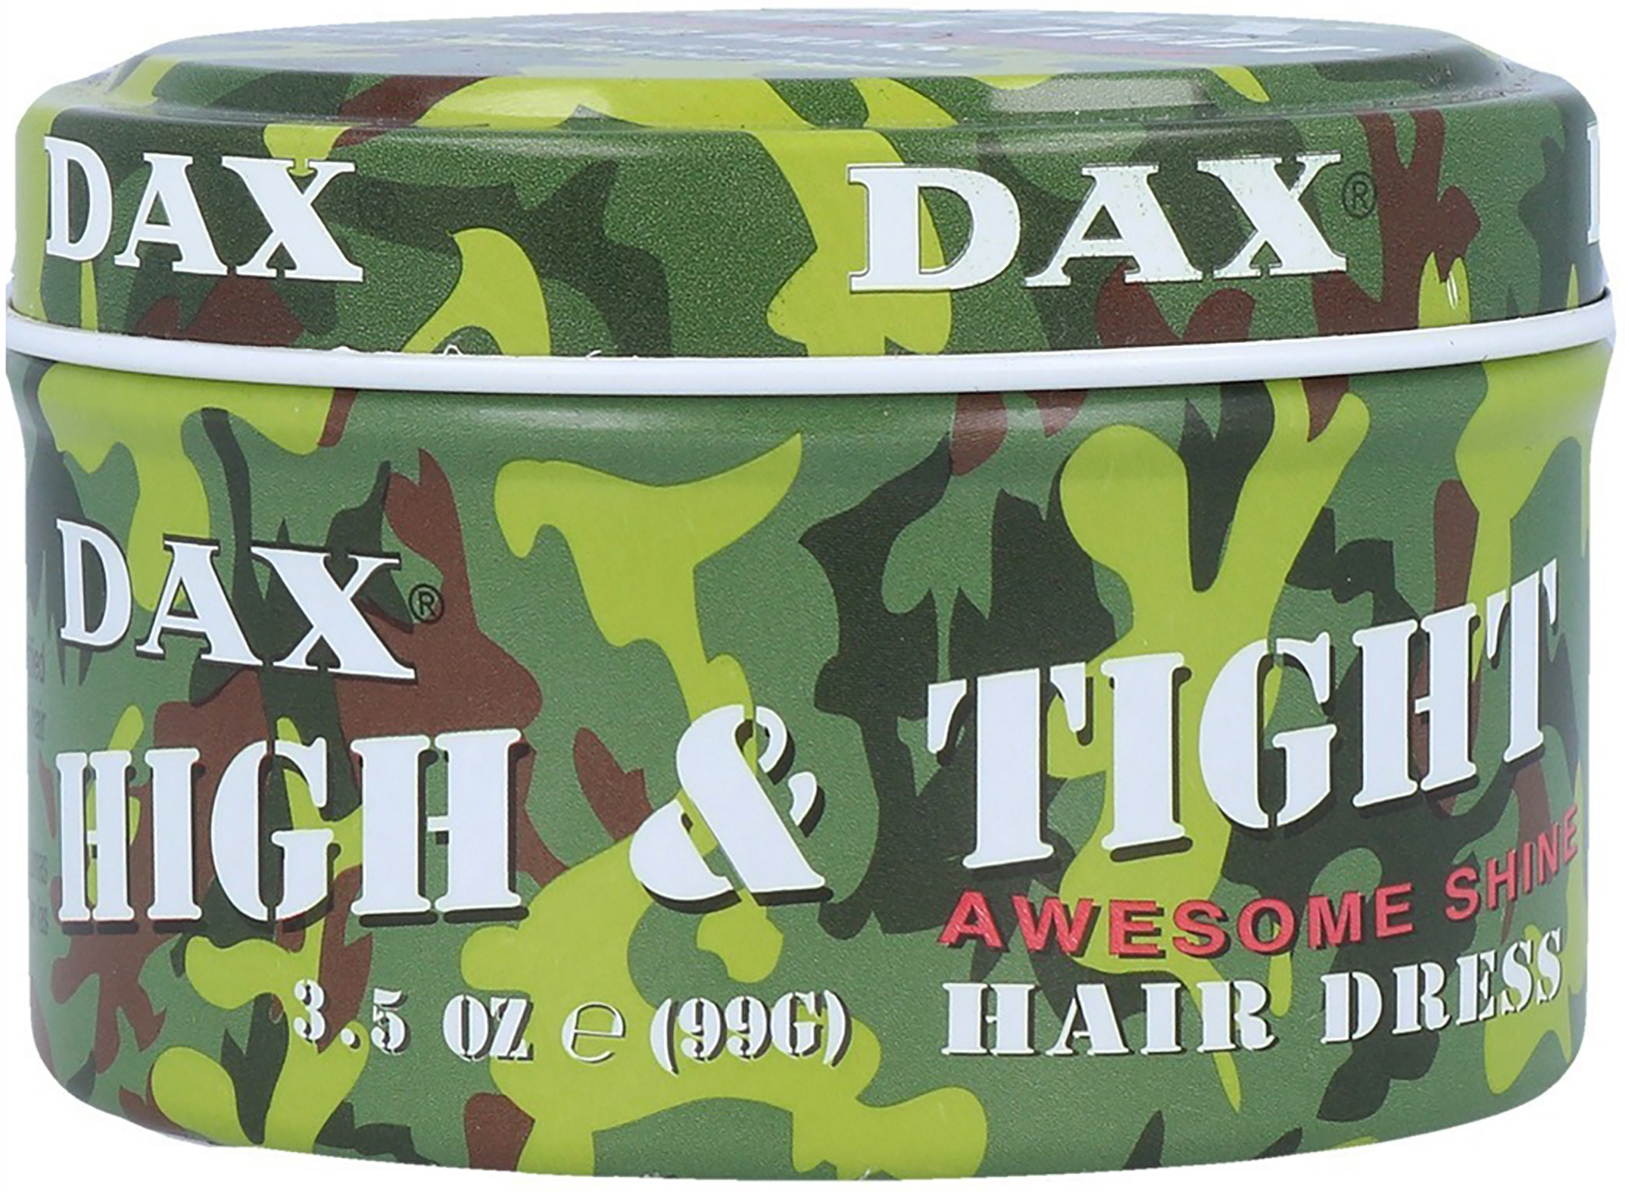 DAX DAX®
DAX®
HIGH & TIGHT
AWESOME SHINE
HAIR DRESS
3.5 OZ ℮ (99G)